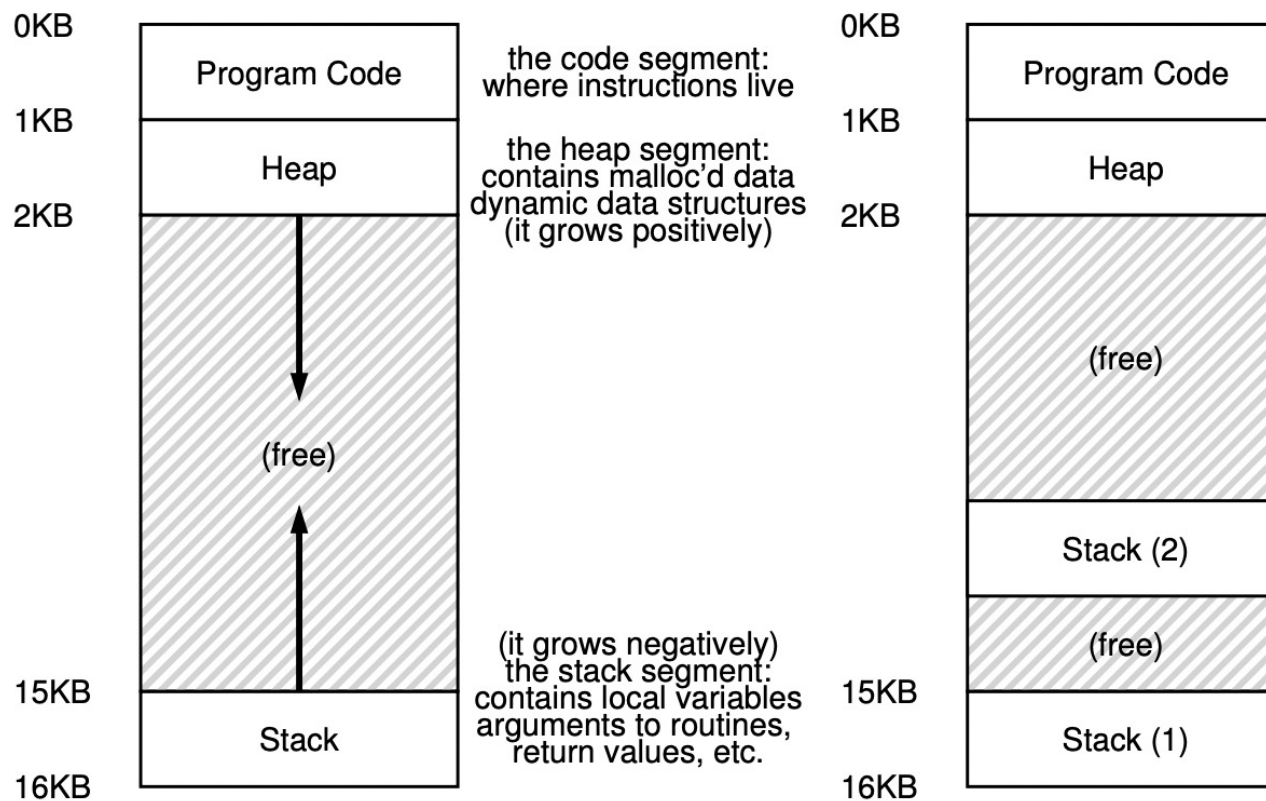 0KB
Program Code
the code segment:
where instructions live
1KB
Heap
the heap segment:
contains malloc'd data
dynamic data structures
(it grows positively)
2KB
(free)
(it grows negatively)
the stack segment:
contains local variables
arguments to routines,
return values, etc.
15KB
Stack
16KB
0KB
Program Code
1KB
Heap
2KB
(free)
Stack (2)
(free)
15KB
Stack (1)
16KB